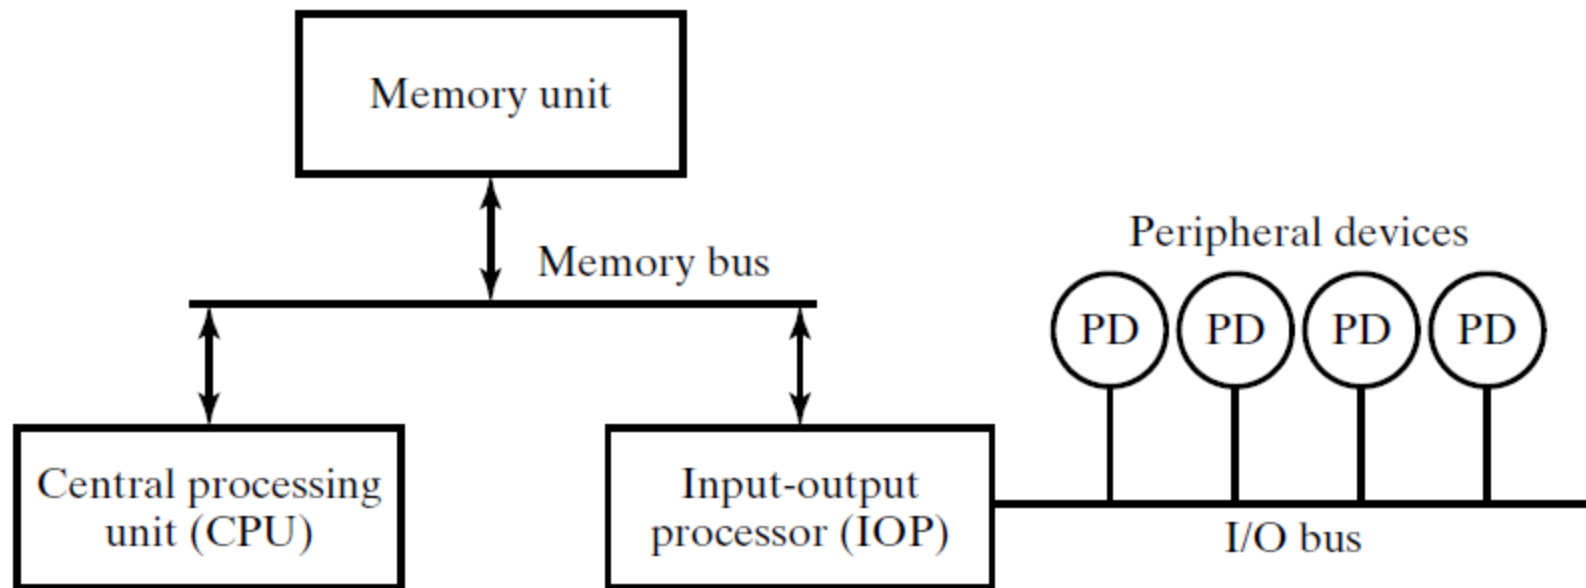 Memory unit
Memory bus
Peripheral devices
PD PD PD PD
Central processing
unit (CPU)
Input-output
processor (IOP)
I/O bus